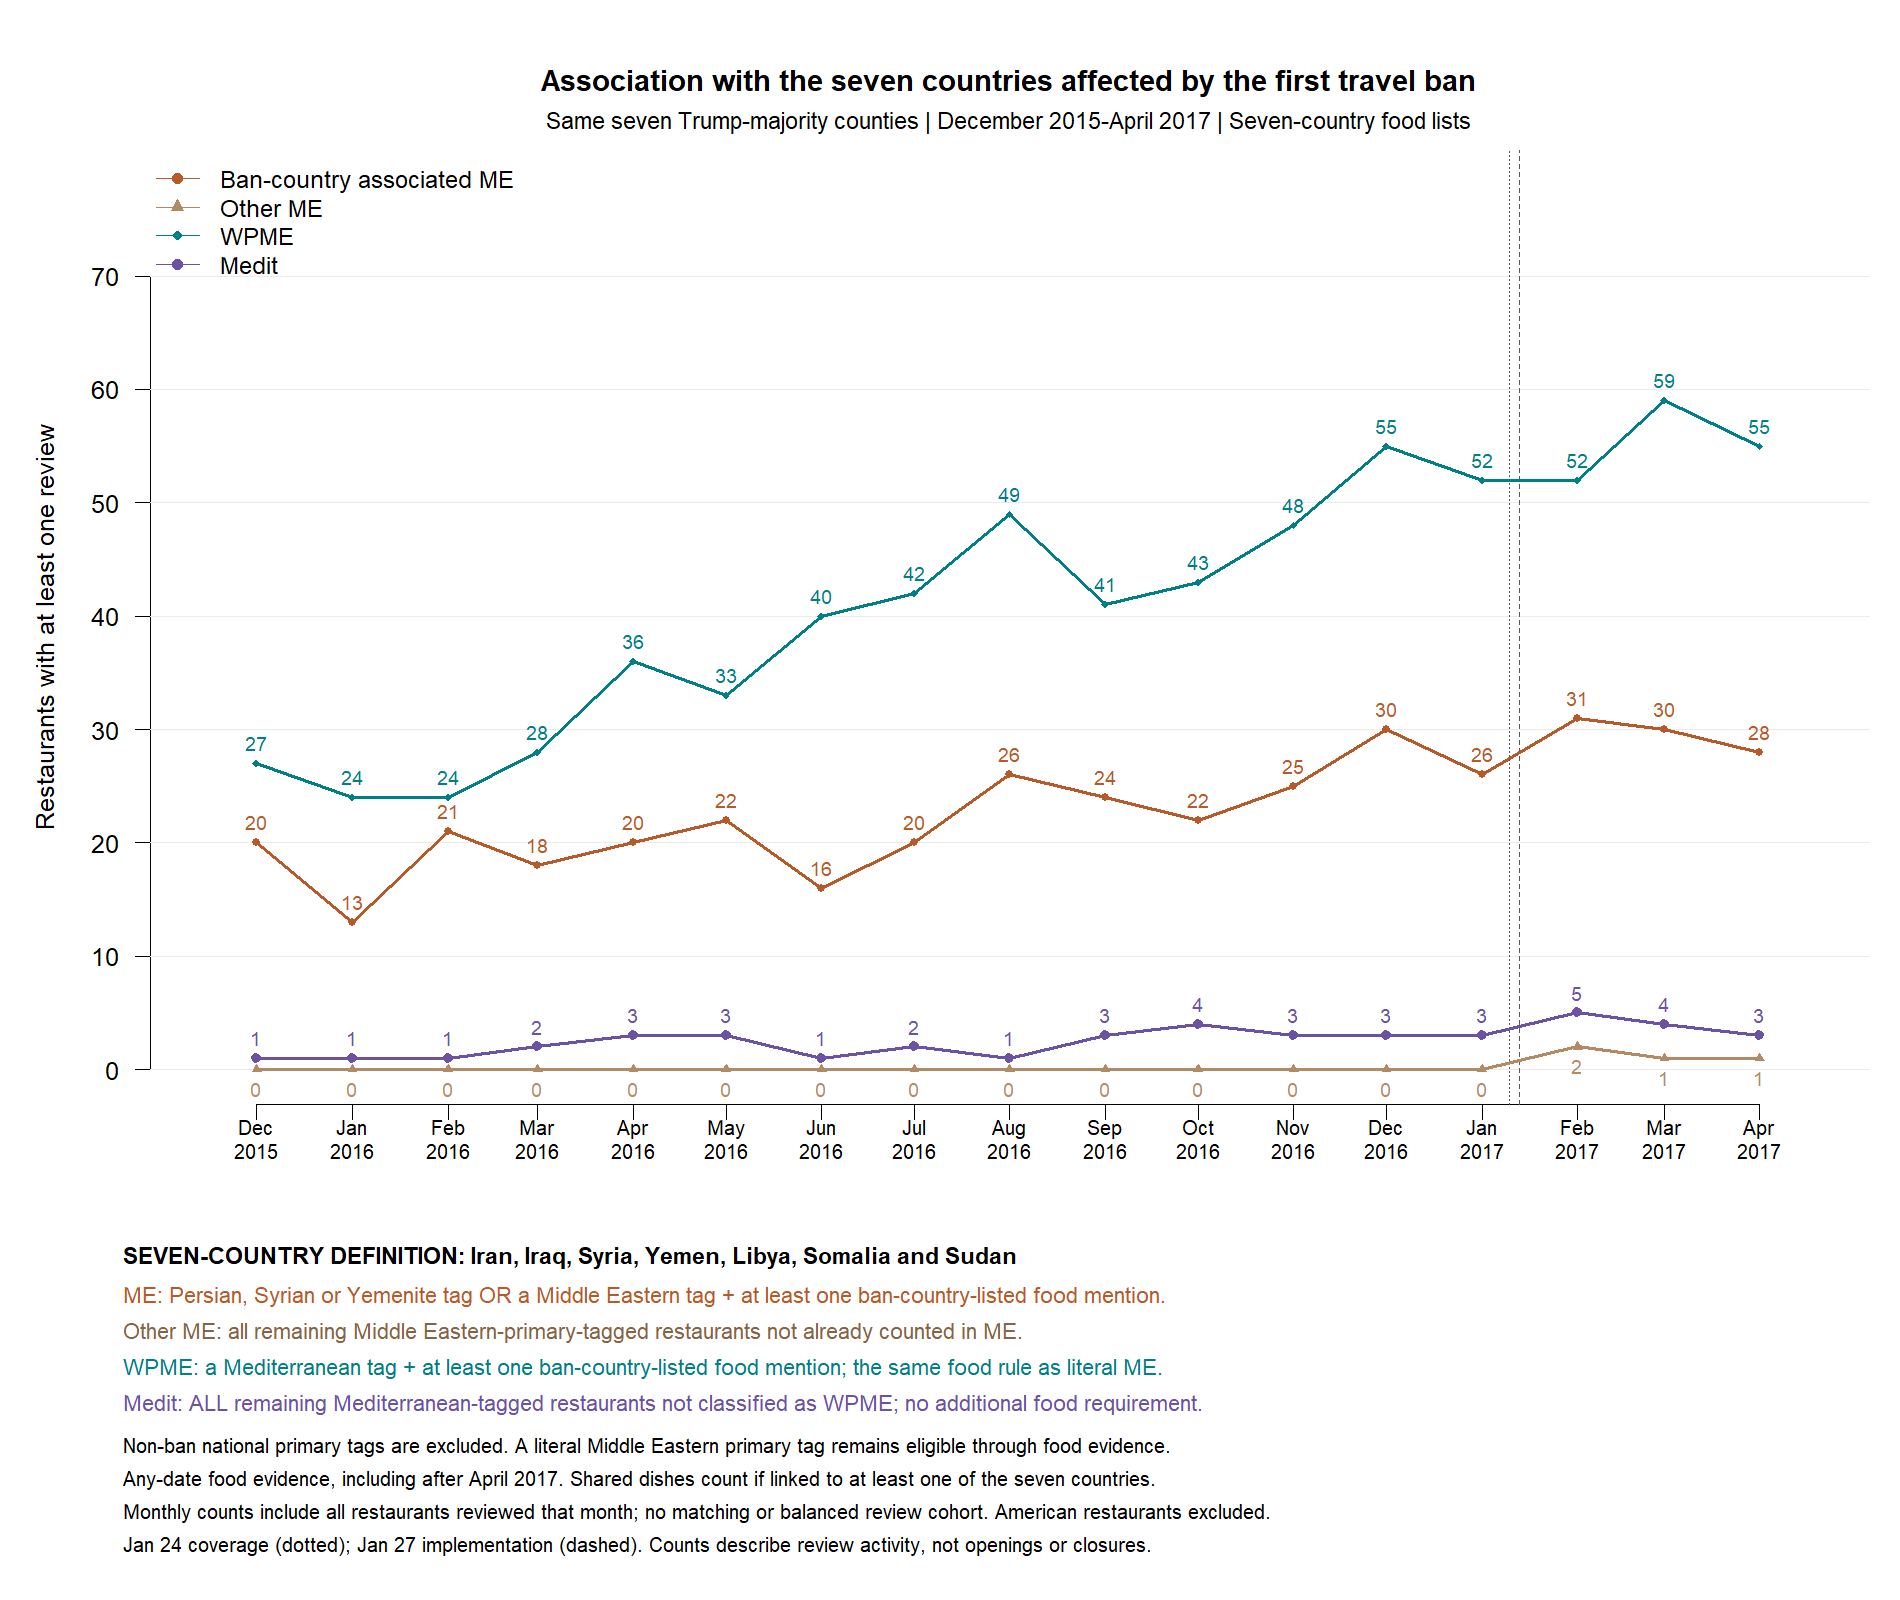 Association with the seven countries affected by the first travel ban
Same seven Trump-majority counties | December 2015-April 2017 | Seven-country food lists
Ban-country associated ME
Other ME
WPME
Medit
Restaurants with at least one review
70
60
50
40
30
20
10
0
27 24 24 28 36 33 40 42 49 41 43 48 55 52 52 59 55
20 13 21 18 20 22 16 20 26 24 22 25 30 26 31 30 28
1 1 1 2 3 3 1 2 1 3 4 3 3 3 5 4 3
0 0 0 0 0 0 0 0 0 0 0 0 0 0 2 1 1
Dec Jan Feb Mar Apr May Jun Jul Aug Sep Oct Nov Dec Jan Feb Mar Apr
2015 2016 2016 2016 2016 2016 2016 2016 2016 2016 2016 2016 2016 2017 2017 2017 2017
SEVEN-COUNTRY DEFINITION: Iran, Iraq, Syria, Yemen, Libya, Somalia and Sudan
ME: Persian, Syrian or Yemenite tag OR a Middle Eastern tag + at least one ban-country-listed food mention.
Other ME: all remaining Middle Eastern-primary-tagged restaurants not already counted in ME.
WPME: a Mediterranean tag + at least one ban-country-listed food mention; the same food rule as literal ME.
Medit: ALL remaining Mediterranean-tagged restaurants not classified as WPME; no additional food requirement.
Non-ban national primary tags are excluded. A literal Middle Eastern primary tag remains eligible through food evidence.
Any-date food evidence, including after April 2017. Shared dishes count if linked to at least one of the seven countries.
Monthly counts include all restaurants reviewed that month; no matching or balanced review cohort. American restaurants excluded.
Jan 24 coverage (dotted); Jan 27 implementation (dashed). Counts describe review activity, not openings or closures.